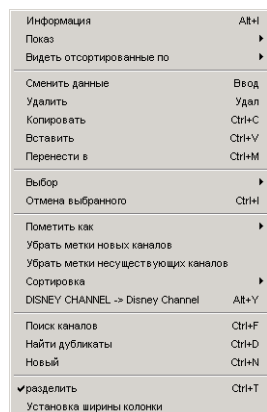 Информация Alt+I
Показ
Видеть отсортированные по
Сменить данные Ввод
Удалить Удал
Копировать Ctrl+C
Вставить Ctrl+V
Перенести в Ctrl+M
Выбор
Отмена выбранного Ctrl+I
Пометить как
Убрать метки новых каналов
Убрать метки несуществующих каналов
Сортировка
DISNEY CHANNEL -> Disney Channel Alt+Y
Поиск каналов Ctrl+F
Найти дубликаты Ctrl+D
Новый Ctrl+N
разделить Ctrl+T
Установка ширины колонки